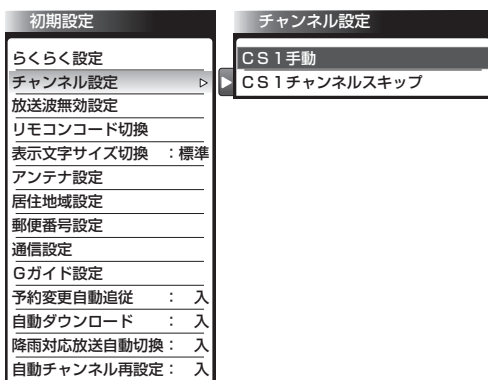 初期設定
らくらく設定
チャンネル設定
放送波無効設定
リモコンコード切換
表示文字サイズ切換 ：標準
アンテナ設定
居住地域設定
郵便番号設定
通信設定
Gガイド設定
予約変更自動追従 ： 入
自動ダウンロード ： 入
降雨対応放送自動切換： 入
自動チャンネル再設定： 入
チャンネル設定
CS1手動
CS1チャンネルスキップ